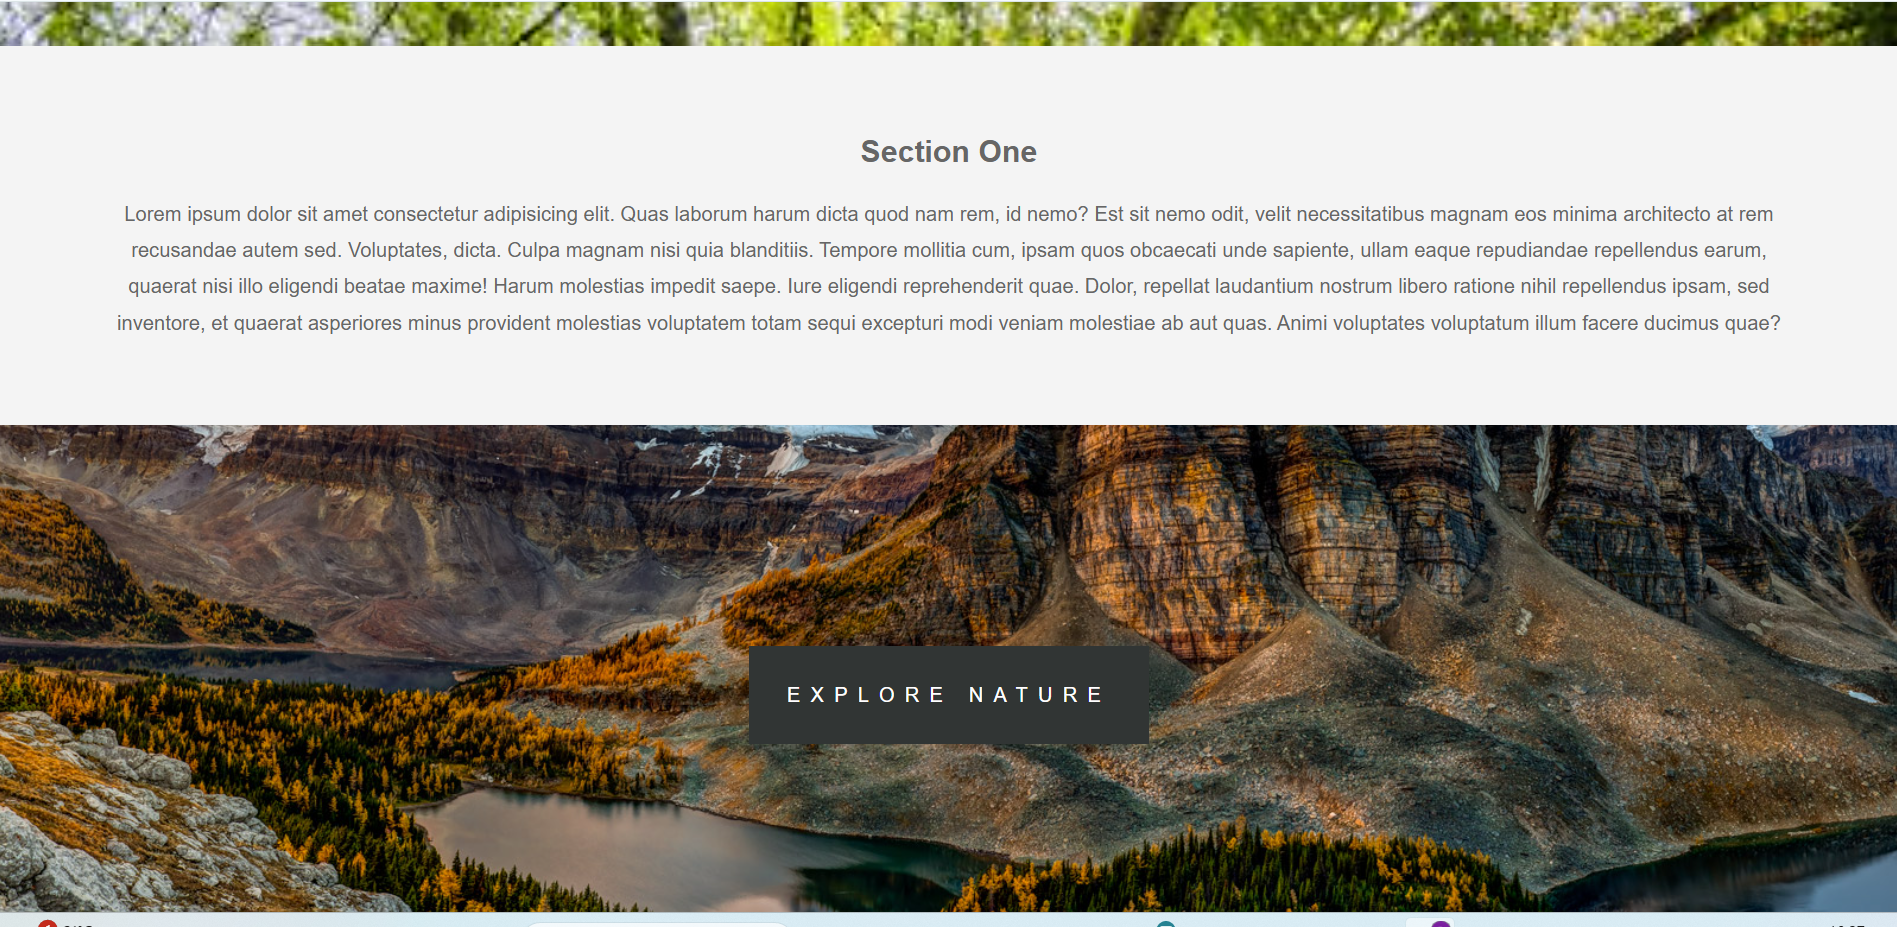 Section One
Lorem ipsum dolor sit amet consectetur adipisicing elit. Quas laborum harum dicta quod nam rem, id nemo? Est sit nemo odit, velit necessitatibus magnam eos minima architecto at rem
recusandae autem sed. Voluptates, dicta. Culpa magnam nisi quia blanditiis. Tempore mollitia cum, ipsam quos obcaecati unde sapiente, ullam eaque repudiandae repellendus earum,
quaerat nisi illo eligendi beatae maxime! Harum molestias impedit saepe. Iure eligendi reprehenderit quae. Dolor, repellat laudantium nostrum libero ratione nihil repellendus ipsam, sed
inventore, et quaerat asperiores minus provident molestias voluptatem totam sequi excepturi modi veniam molestiae ab aut quas. Animi voluptates voluptatum illum facere ducimus quae?
EXPLORE NATURE